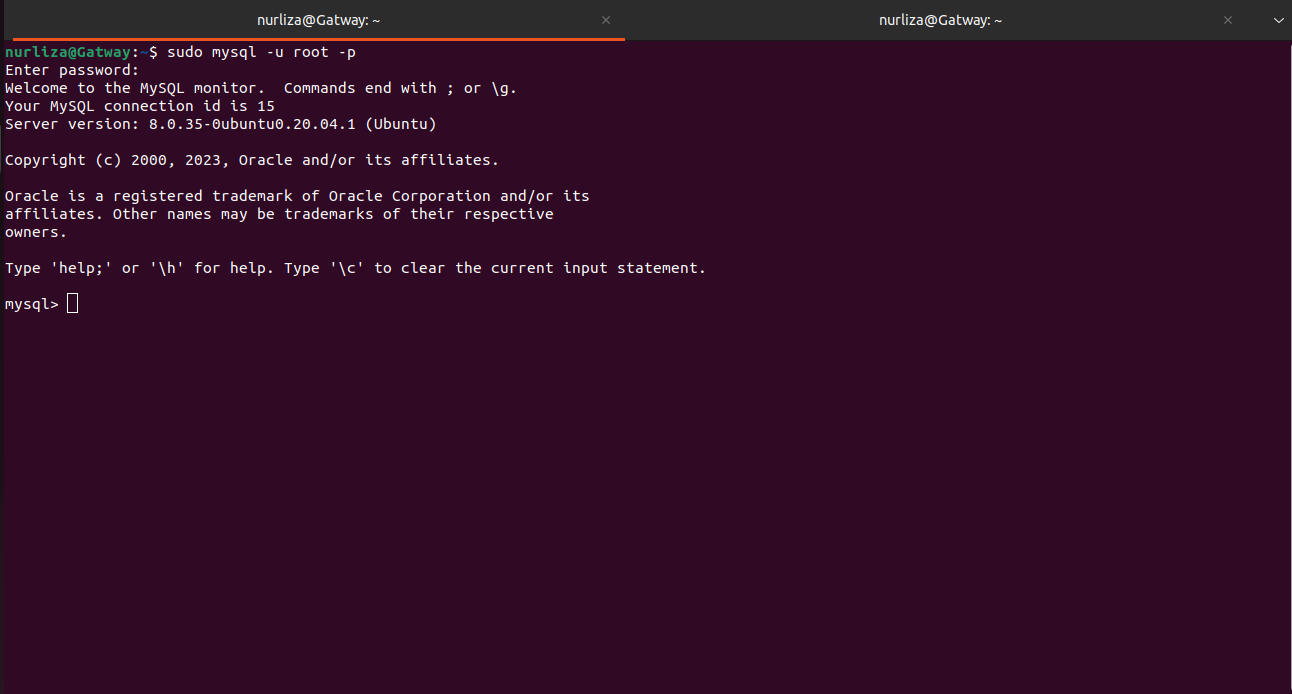 nurliza@Gatway: ~
nurliza@Gatway: ~
nurliza@Gatway:~$ sudo mysql -u root -p
Enter password:
Welcome to the MySQL monitor.  Commands end with ; or \g.
Your MySQL connection id is 15
Server version: 8.0.35-0ubuntu0.20.04.1 (Ubuntu)
Copyright (c) 2000, 2023, Oracle and/or its affiliates.
Oracle is a registered trademark of Oracle Corporation and/or its
affiliates. Other names may be trademarks of their respective
owners.
Type 'help;' or '\h' for help. Type '\c' to clear the current input statement.
mysql>